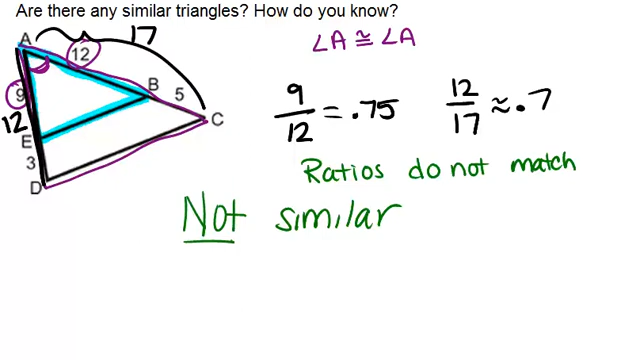 Are there any similar triangles? How do you know?
17
∠A ≅ ∠A
A
12
B
5
C
9
12
E
3
D
9/12 = .75
12/17 ≈ .7
Ratios do not match
Not similar